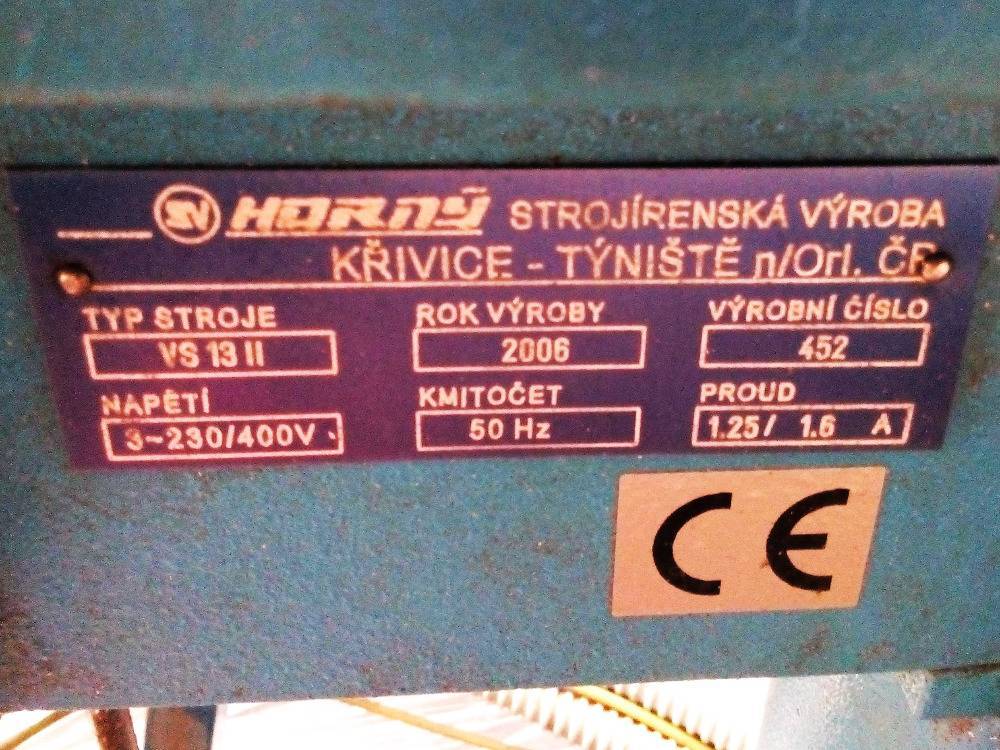 HORNÝ STROJÍRENSKÁ VÝROBA
KŘIVICE - TÝNIŠTĚ n/Orl. ČR
TYP STROJE ROK VÝROBY VÝROBNÍ ČÍSLO
VS 13 II 2006 452
NAPĚTÍ KMITOČET PROUD
3~230/400V 50 Hz 1.25/ 1.6 A
CE